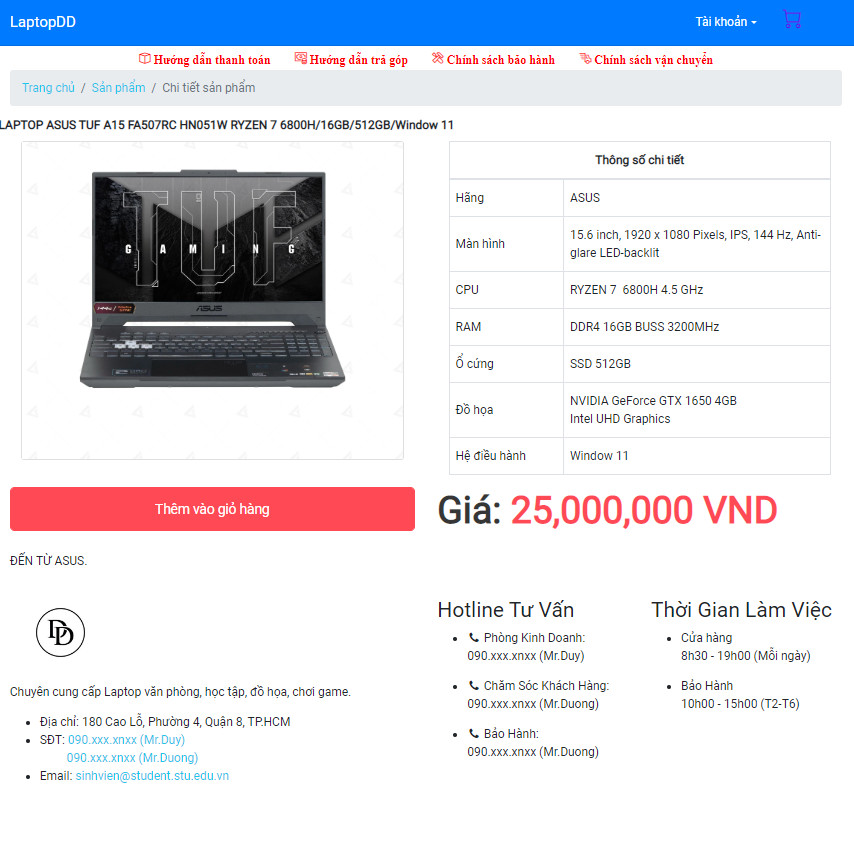 LaptopDD
Tài khoản
Hướng dẫn thanh toán Hướng dẫn trã góp Chính sách bảo hành Chính sách vận chuyển
Trang chủ / Sản phẩm / Chi tiết sản phẩm
LAPTOP ASUS TUF A15 FA507RC HN051W RYZEN 7 6800H/16GB/512GB/Window 11
TUF
GAMING
ASUS
Thông số chi tiết
Hãng ASUS
Màn hình 15.6 inch, 1920 x 1080 Pixels, IPS, 144 Hz, Anti-
glare LED-backlit
CPU RYZEN 7 6800H 4.5 GHz
RAM DDR4 16GB BUSS 3200MHz
Ổ cứng SSD 512GB
Đồ họa NVIDIA GeForce GTX 1650 4GB
Intel UHD Graphics
Hệ điều hành Window 11
Thêm vào giỏ hàng
Giá: 25,000,000 VND
ĐẾN TỪ ASUS.
DD
Chuyên cung cấp Laptop văn phòng, học tập, đồ họa, chơi game.
Địa chỉ: 180 Cao Lỗ, Phường 4, Quận 8, TP.HCM
SĐT: 090.xxx.xnxx (Mr.Duy)
090.xxx.xnxx (Mr.Duong)
Email: sinhvien@student.stu.edu.vn
Hotline Tư Vấn
Phòng Kinh Doanh:
090.xxx.xnxx (Mr.Duy)
Chăm Sóc Khách Hàng:
090.xxx.xnxx (Mr.Duong)
Bảo Hành:
090.xxx.xnxx (Mr.Duong)
Thời Gian Làm Việc
Cửa hàng
8h30 - 19h00 (Mỗi ngày)
Bảo Hành
10h00 - 15h00 (T2-T6)